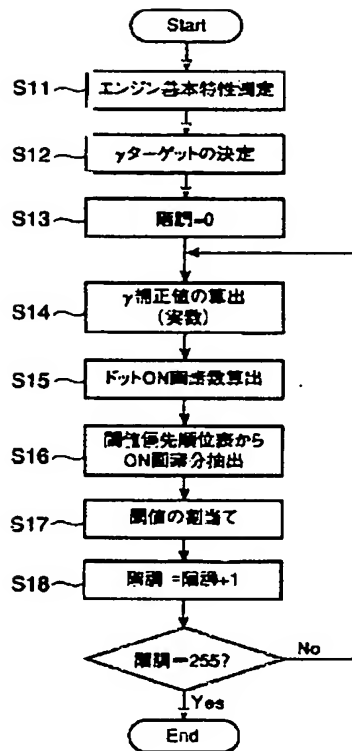 Start
S11 エンジン基本特性測定
S12 γターゲットの決定
S13 階調=0
S14 γ補正値の算出
(実数)
S15 ドットON画素数算出
S16 閾値優先順位表から
ON画素分抽出
S17 閾値の割当て
S18 階調=階調+1
階調=255?
No
Yes
End